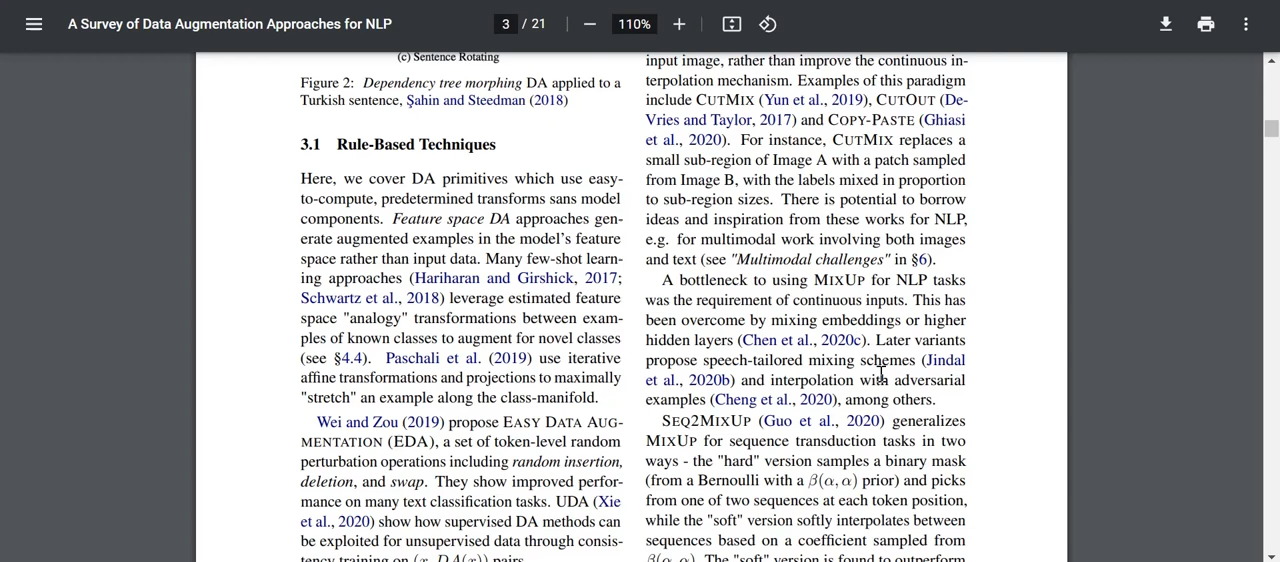 A Survey of Data Augmentation Approaches for NLP
3 / 21
110%
(c) Sentence Rotating
Figure 2: Dependency tree morphing DA applied to a
Turkish sentence, Şahin and Steedman (2018)
3.1 Rule-Based Techniques
Here, we cover DA primitives which use easy-
to-compute, predetermined transforms sans model
components. Feature space DA approaches gen-
erate augmented examples in the model's feature
space rather than input data. Many few-shot learn-
ing approaches (Hariharan and Girshick, 2017;
Schwartz et al., 2018) leverage estimated feature
space "analogy" transformations between exam-
ples of known classes to augment for novel classes
(see §4.4). Paschali et al. (2019) use iterative
affine transformations and projections to maximally
"stretch" an example along the class-manifold.
Wei and Zou (2019) propose EASY DATA AUG-
MENTATION (EDA), a set of token-level random
perturbation operations including random insertion,
deletion, and swap. They show improved perfor-
mance on many text classification tasks. UDA (Xie
et al., 2020) show how supervised DA methods can
be exploited for unsupervised data through consis-
tency training on (x, DA(x)) pairs.
input image, rather than improve the continuous in-
terpolation mechanism. Examples of this paradigm
include CUTMIX (Yun et al., 2019), CUTOUT (De-
Vries and Taylor, 2017) and COPY-PASTE (Ghiasi
et al., 2020). For instance, CUTMIX replaces a
small sub-region of Image A with a patch sampled
from Image B, with the labels mixed in proportion
to sub-region sizes. There is potential to borrow
ideas and inspiration from these works for NLP,
e.g. for multimodal work involving both images
and text (see "Multimodal challenges" in §6).
A bottleneck to using MIXUP for NLP tasks
was the requirement of continuous inputs. This has
been overcome by mixing embeddings or higher
hidden layers (Chen et al., 2020c). Later variants
propose speech-tailored mixing schemes (Jindal
et al., 2020b) and interpolation with adversarial
examples (Cheng et al., 2020), among others.
SEQ2MIXUP (Guo et al., 2020) generalizes
MIXUP for sequence transduction tasks in two
ways - the "hard" version samples a binary mask
(from a Bernoulli with a β(α, α) prior) and picks
from one of two sequences at each token position,
while the "soft" version softly interpolates between
sequences based on a coefficient sampled from
β(α, α). The "soft" version is found to outperform